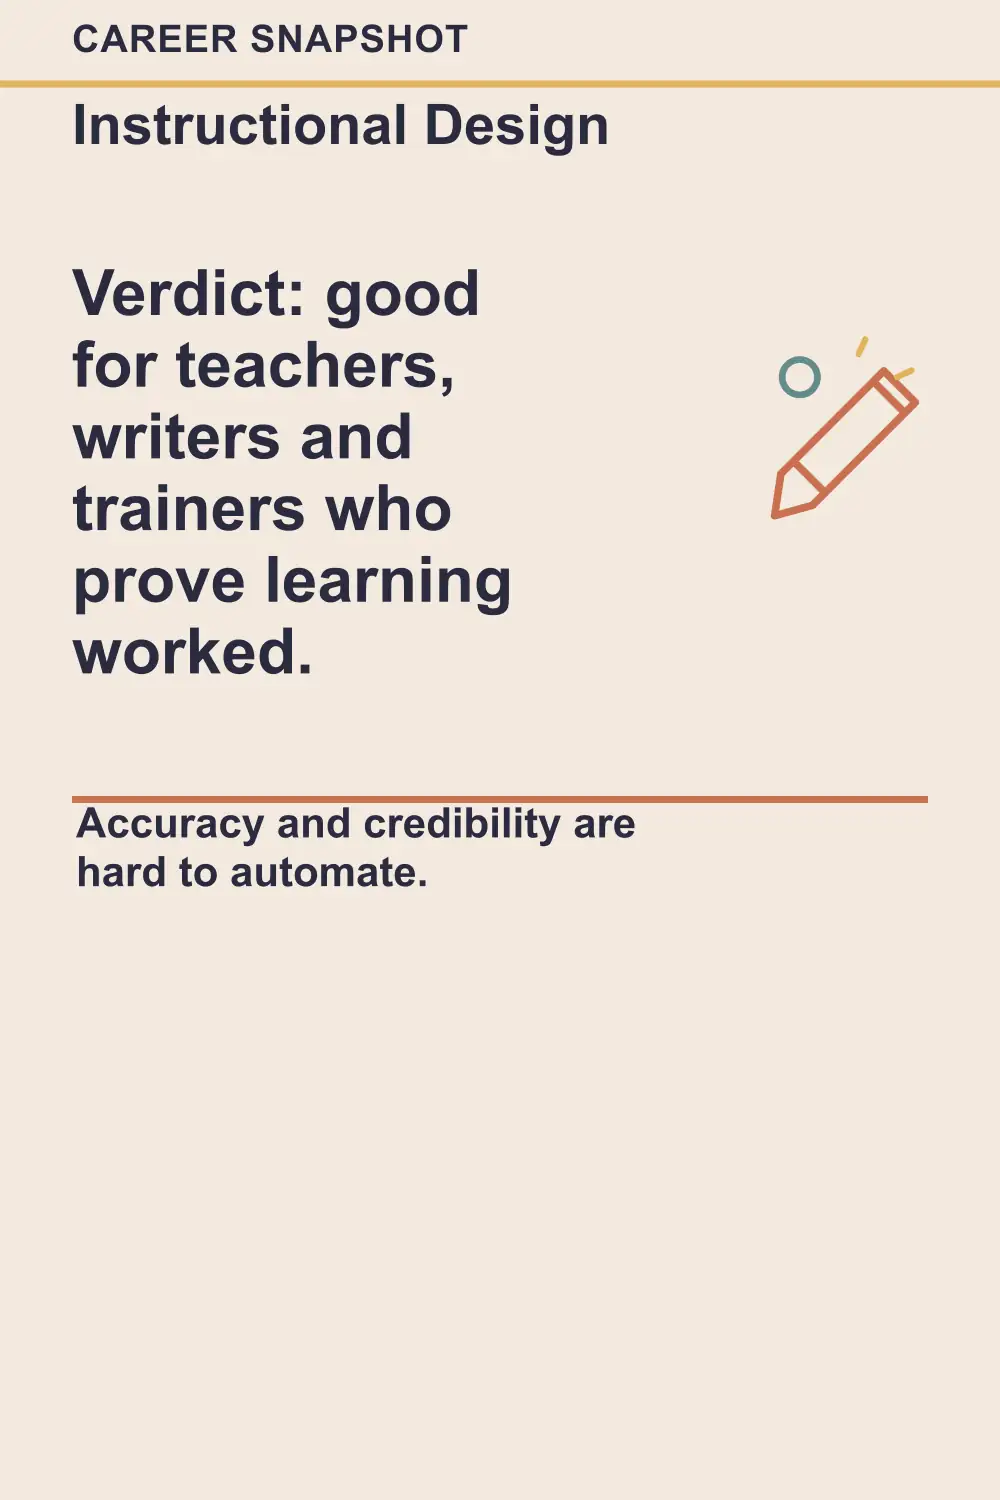 CAREER SNAPSHOT
Instructional Design
Verdict: good
for teachers,
writers and
trainers who
prove learning
worked.
Accuracy and credibility are
hard to automate.